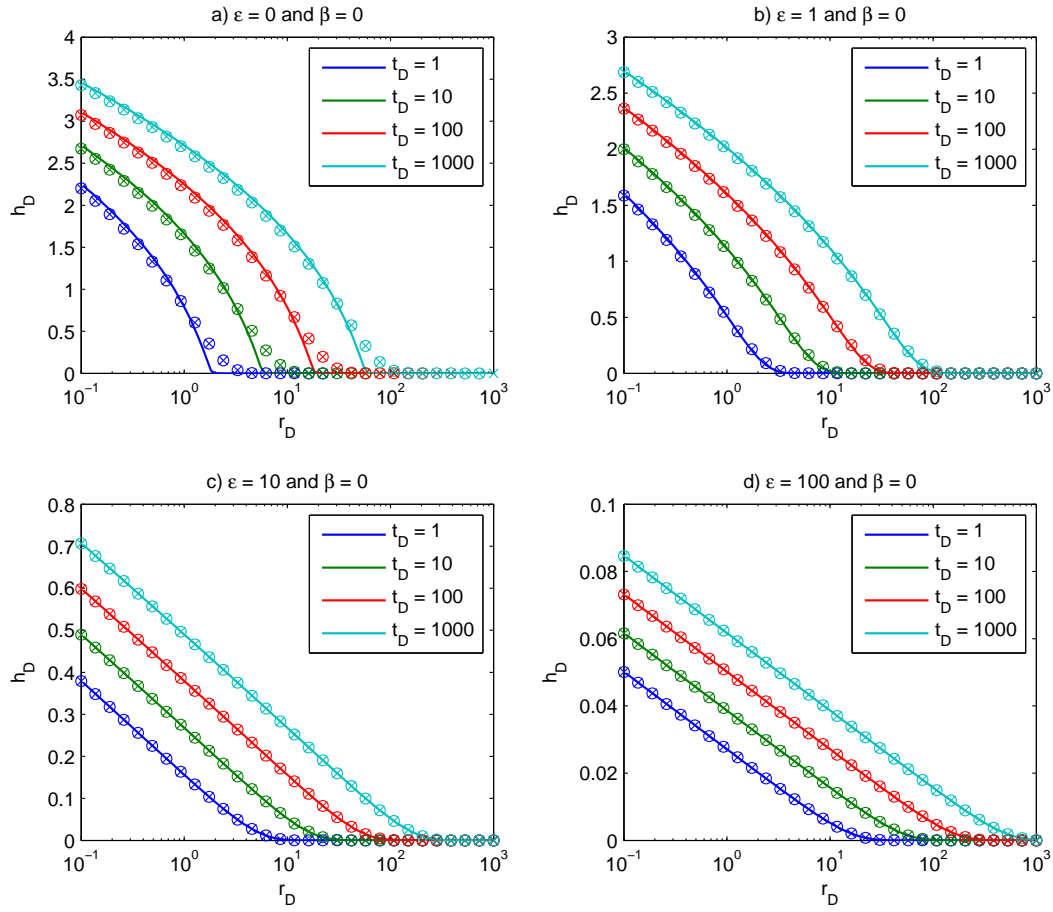 a) ε = 0 and β = 0
4
3.5
3
2.5
2
1.5
1
0.5
0
h_D
10^−1
10^0
10^1
10^2
10^3
r_D
t_D = 1
t_D = 10
t_D = 100
t_D = 1000
b) ε = 1 and β = 0
3
2.5
2
1.5
1
0.5
0
h_D
10^−1
10^0
10^1
10^2
10^3
r_D
t_D = 1
t_D = 10
t_D = 100
t_D = 1000
c) ε = 10 and β = 0
0.8
0.7
0.6
0.5
0.4
0.3
0.2
0.1
0
h_D
10^−1
10^0
10^1
10^2
10^3
r_D
t_D = 1
t_D = 10
t_D = 100
t_D = 1000
d) ε = 100 and β = 0
0.1
0.08
0.06
0.04
0.02
0
h_D
10^−1
10^0
10^1
10^2
10^3
r_D
t_D = 1
t_D = 10
t_D = 100
t_D = 1000